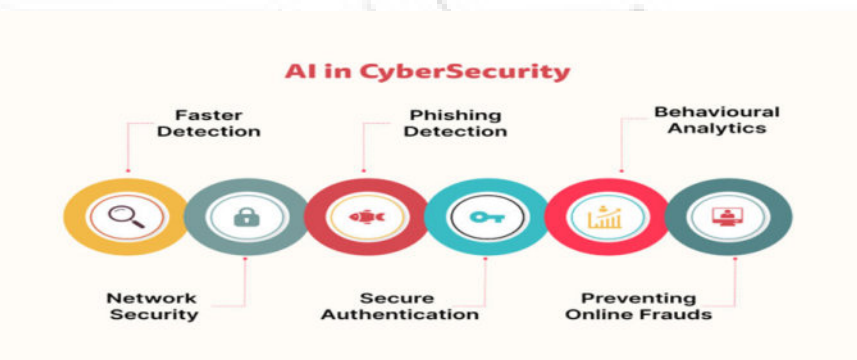 AI in CyberSecurity
Faster
Detection
Phishing
Detection
Behavioural
Analytics
Network
Security
Secure
Authentication
Preventing
Online Frauds